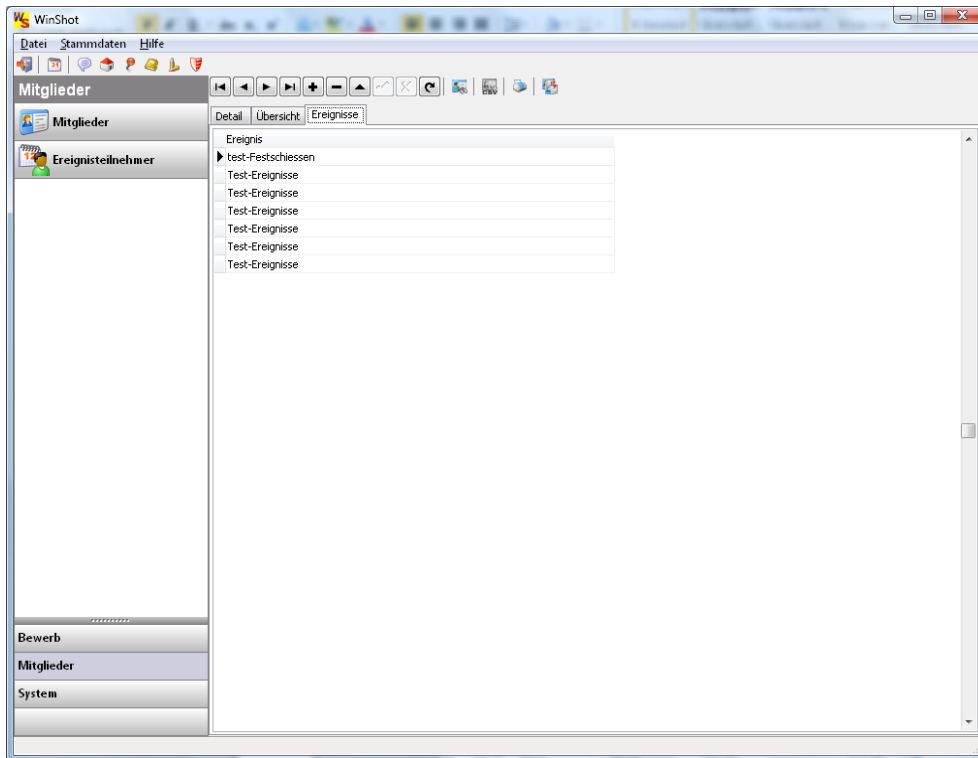 WinShot
Datei Stammdaten Hilfe
Mitglieder
Mitglieder
Ereignisteilnehmer
Detail Übersicht Ereignisse
Ereignis
test-Festschiessen
Test-Ereignisse
Test-Ereignisse
Test-Ereignisse
Test-Ereignisse
Test-Ereignisse
Test-Ereignisse
Bewerb
Mitglieder
System